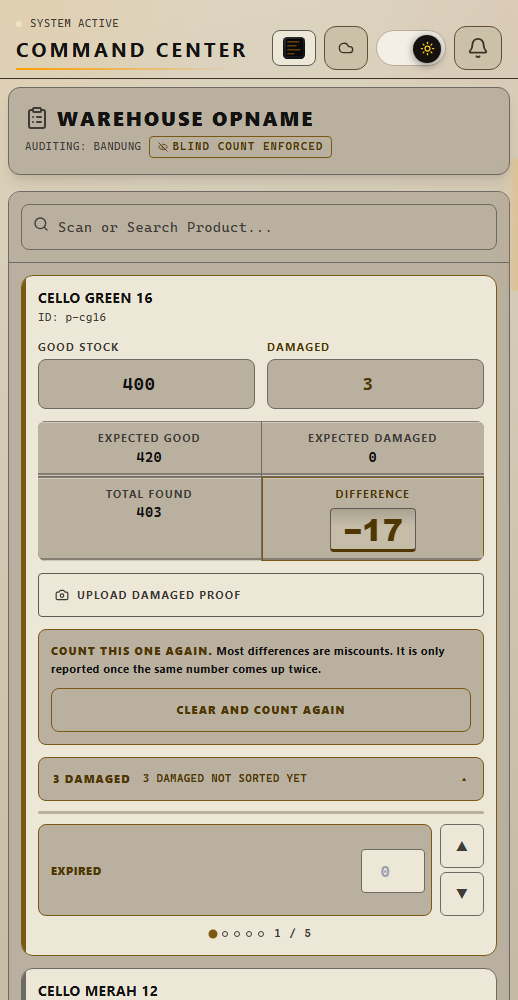 SYSTEM ACTIVE
COMMAND CENTER
WAREHOUSE OPNAME
AUDITING: BANDUNG BLIND COUNT ENFORCED
Scan or Search Product...
CELLO GREEN 16
ID: p-cg16
GOOD STOCK DAMAGED
400 3
EXPECTED GOOD EXPECTED DAMAGED
420 0
TOTAL FOUND DIFFERENCE
403 −17
UPLOAD DAMAGED PROOF
COUNT THIS ONE AGAIN. Most differences are miscounts. It is only
reported once the same number comes up twice.
CLEAR AND COUNT AGAIN
3 DAMAGED 3 DAMAGED NOT SORTED YET ▴
EXPIRED 0 ▲
▼
1 / 5
CELLO MERAH 12